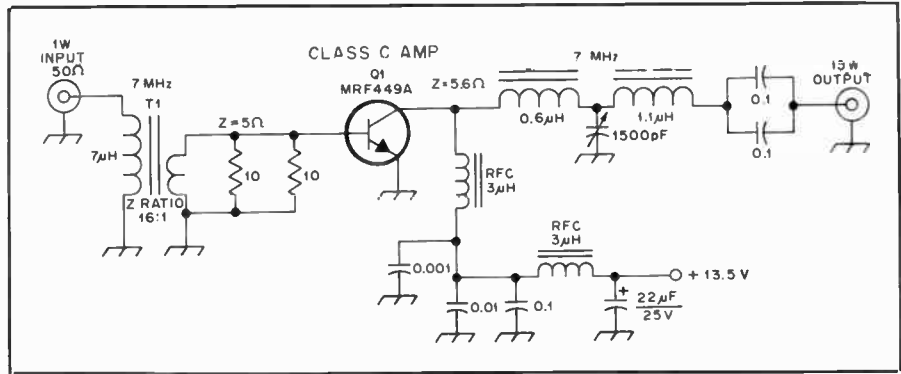 CLASS C AMP
1W
INPUT
50Ω
7 MHz
T1
7µH
Z RATIO
16:1
Z=5Ω
10
10
Q1
MRF449A
Z=5.6Ω
7 MHz
0.6µH
1.1µH
1500pF
0.1
0.1
13W
OUTPUT
RFC
3µH
0.001
0.01
0.1
RFC
3µH
+
22µF
25V
+ 13.5 V